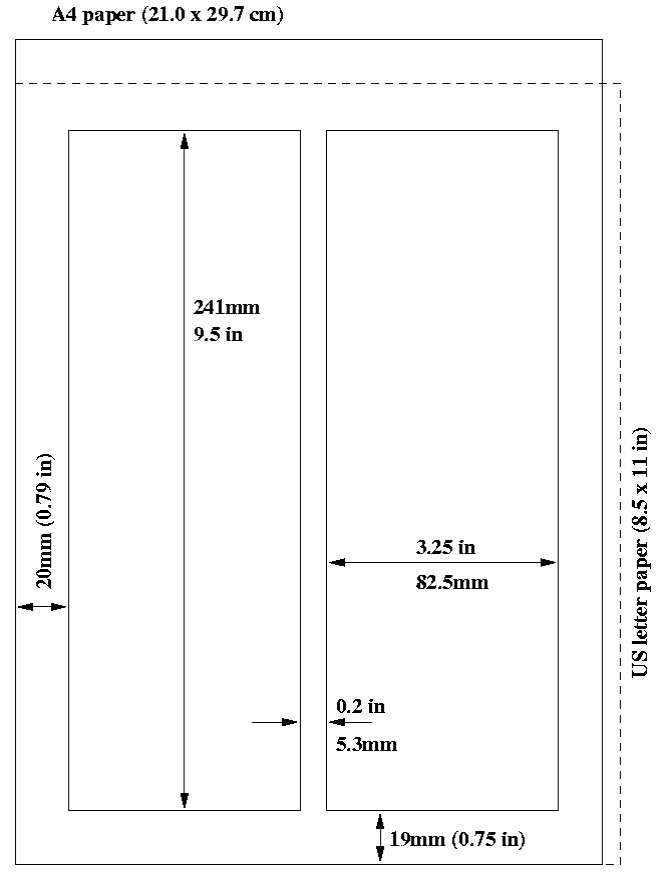 A4 paper (21.0 x 29.7 cm)
241mm
9.5 in
20mm (0.79 in)
3.25 in
82.5mm
US letter paper (8.5 x 11 in)
0.2 in
5.3mm
19mm (0.75 in)